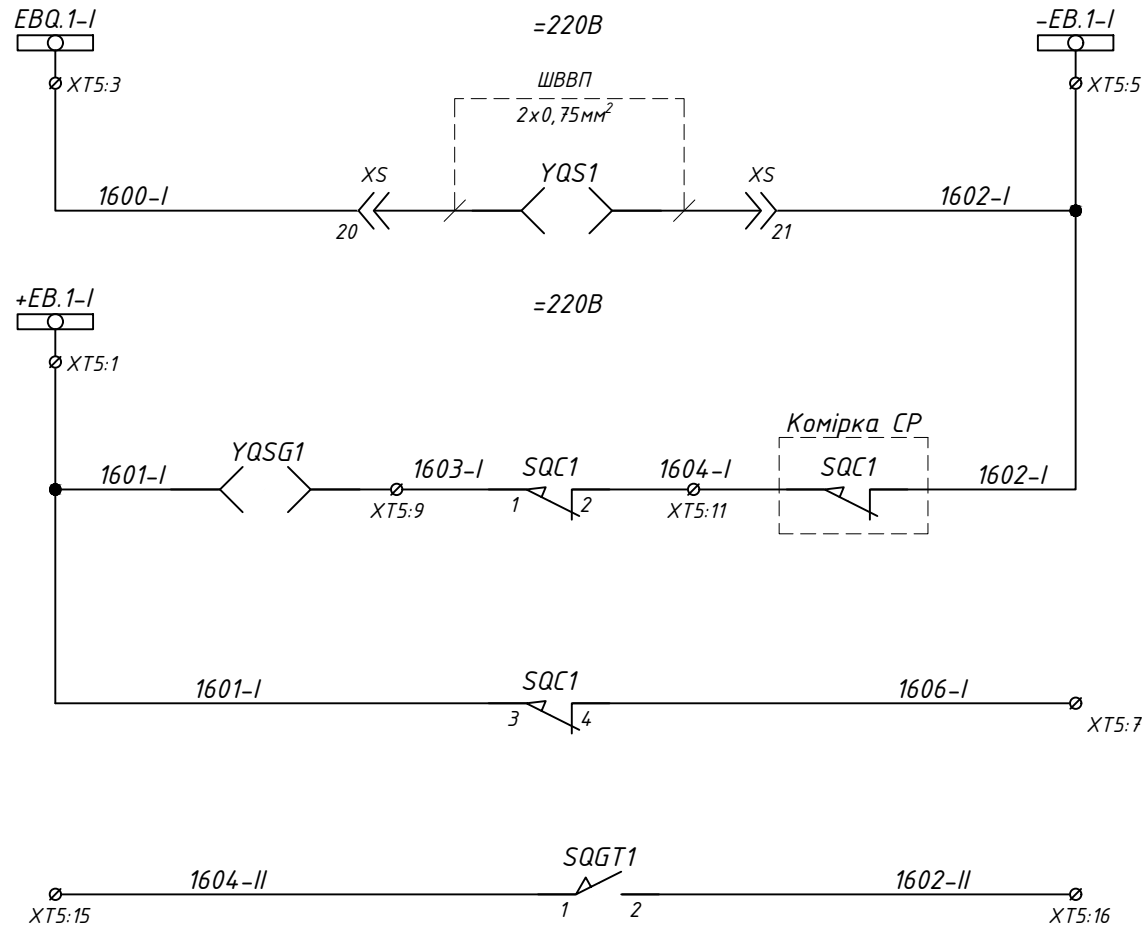 EBQ.1-I
=220В
-EB.1-I
XT5:3
ШВВП
2x0,75мм²
XT5:5
XS
YQS1
XS
1600-I
1602-I
20
21
+EB.1-I
=220В
XT5:1
Комірка СР
YQSG1
1601-I
1603-I
SQC1
1604-I
SQC1
1602-I
XT5:9
1
2
XT5:11
1601-I
SQC1
1606-I
3
4
XT5:7
SQGT1
1604-II
1602-II
XT5:15
1
2
XT5:16